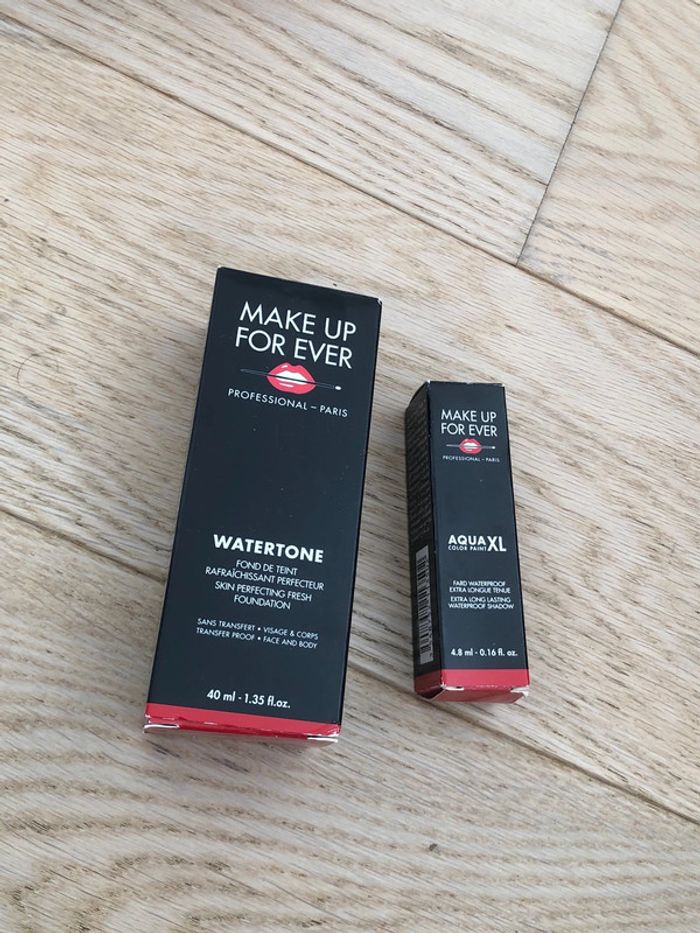 MAKE UP
FOR EVER
PROFESSIONAL – PARIS
WATERTONE
FOND DE TEINT
RAFRAÎCHISSANT PERFECTEUR
SKIN PERFECTING FRESH
FOUNDATION
SANS TRANSFERT • VISAGE & CORPS
TRANSFER PROOF • FACE AND BODY
40 ml - 1.35 fl.oz.
MAKE UP
FOR EVER
PROFESSIONAL – PARIS
AQUA XL
COLOR PAINT
FARD WATERPROOF
EXTRA LONGUE TENUE
EXTRA LONG LASTING
WATERPROOF SHADOW
4.8 ml - 0.16 fl. oz.